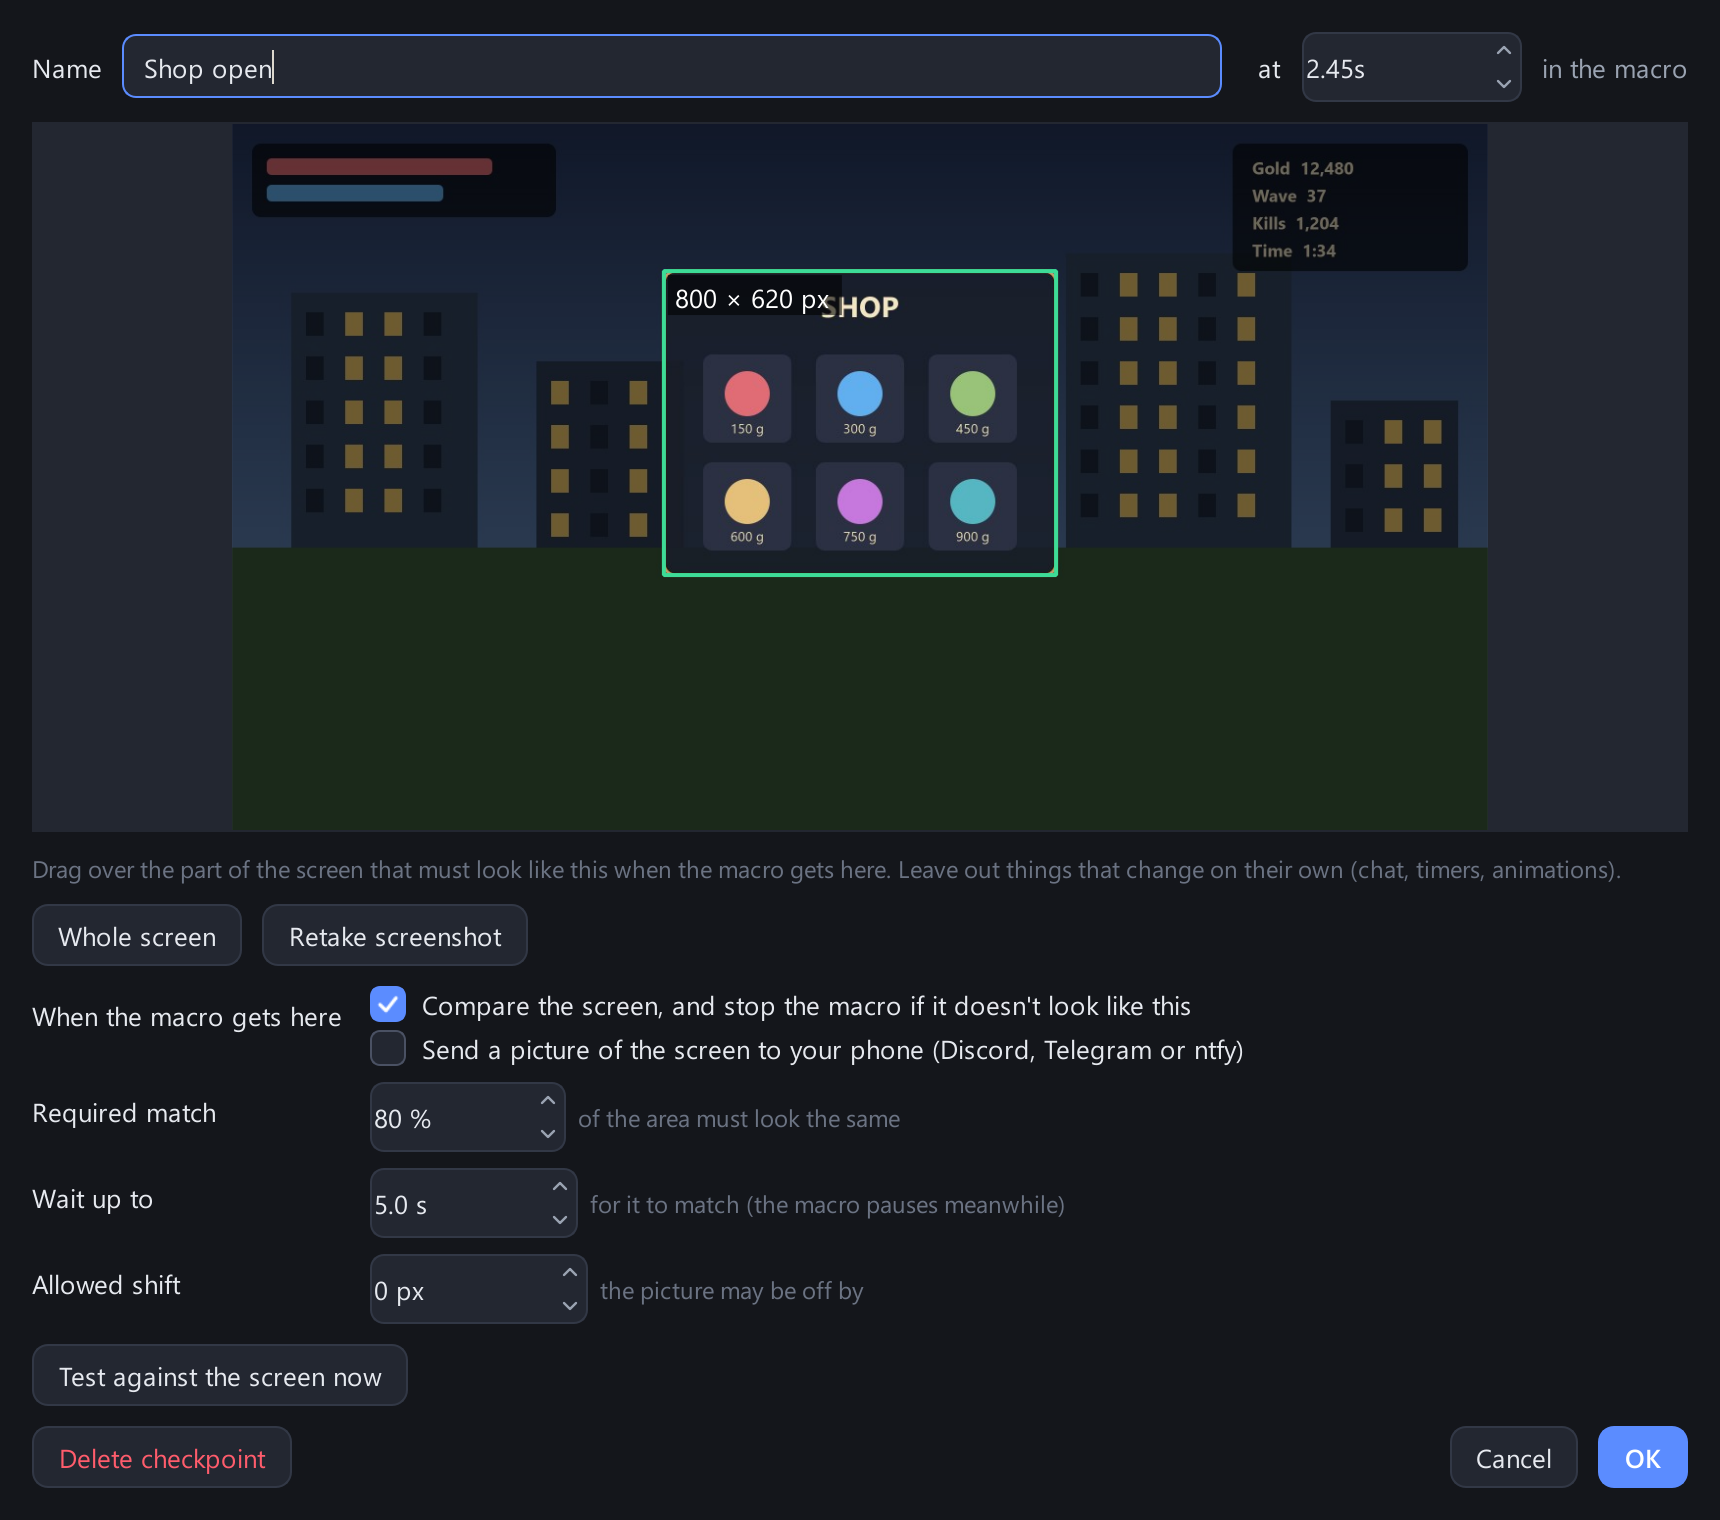 Name Shop open at 2.45s in the macro
Gold 12,480
Wave 37
Kills 1,204
Time 1:34
800 × 620 px
SHOP
150 g 300 g 450 g
600 g 750 g 900 g
Drag over the part of the screen that must look like this when the macro gets here. Leave out things that change on their own (chat, timers, animations).
Whole screen Retake screenshot
When the macro gets here Compare the screen, and stop the macro if it doesn't look like this
Send a picture of the screen to your phone (Discord, Telegram or ntfy)
Required match 80 % of the area must look the same
Wait up to 5.0 s for it to match (the macro pauses meanwhile)
Allowed shift 0 px the picture may be off by
Test against the screen now
Delete checkpoint Cancel OK